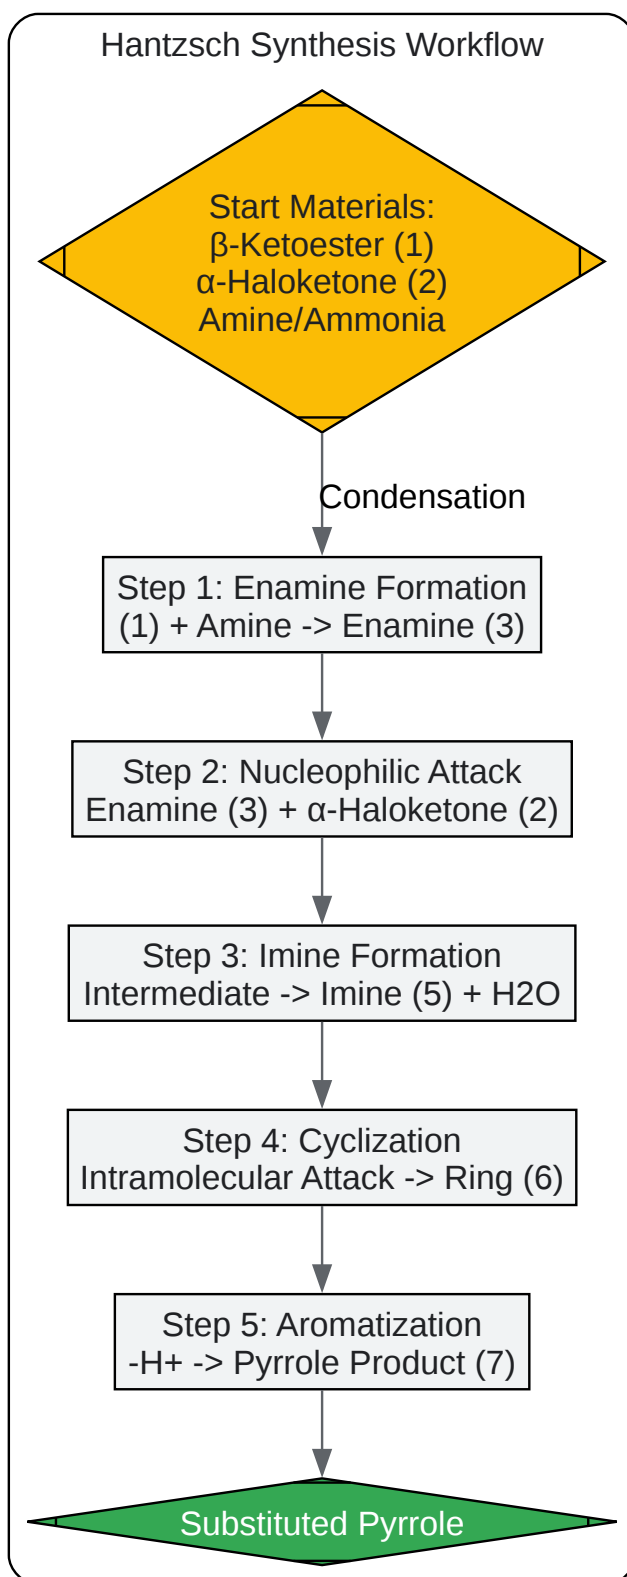 Hantzsch Synthesis Workflow
Start Materials:
β-Ketoester (1)
α-Haloketone (2)
Amine/Ammonia
Condensation
Step 1: Enamine Formation
(1) + Amine -> Enamine (3)
Step 2: Nucleophilic Attack
Enamine (3) + α-Haloketone (2)
Step 3: Imine Formation
Intermediate -> Imine (5) + H2O
Step 4: Cyclization
Intramolecular Attack -> Ring (6)
Step 5: Aromatization
-H+ -> Pyrrole Product (7)
Substituted Pyrrole